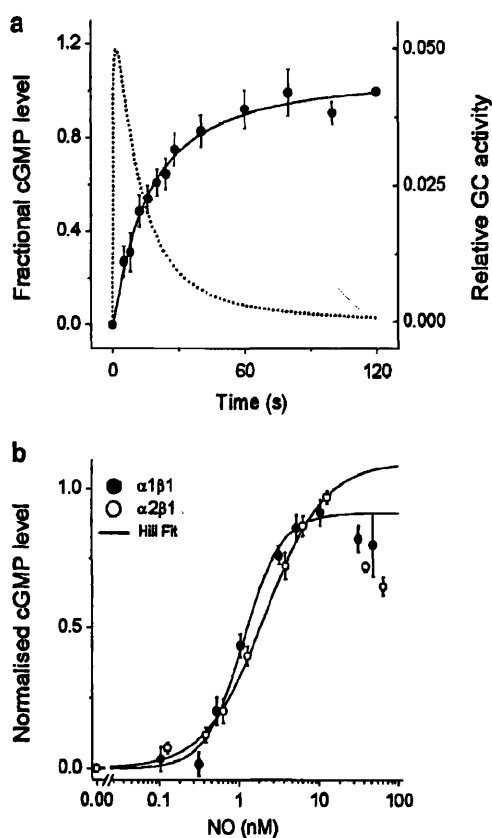 a
Fractional cGMP level
1.2
0.8
0.4
0.0
0.050
0.025
0.000
Relative GC activity
0 60 120
Time (s)
b
Normalised cGMP level
1.0
0.5
0.0
α1β1
α2β1
Hill Fit
0.00 0.1 1 10 100
NO (nM)